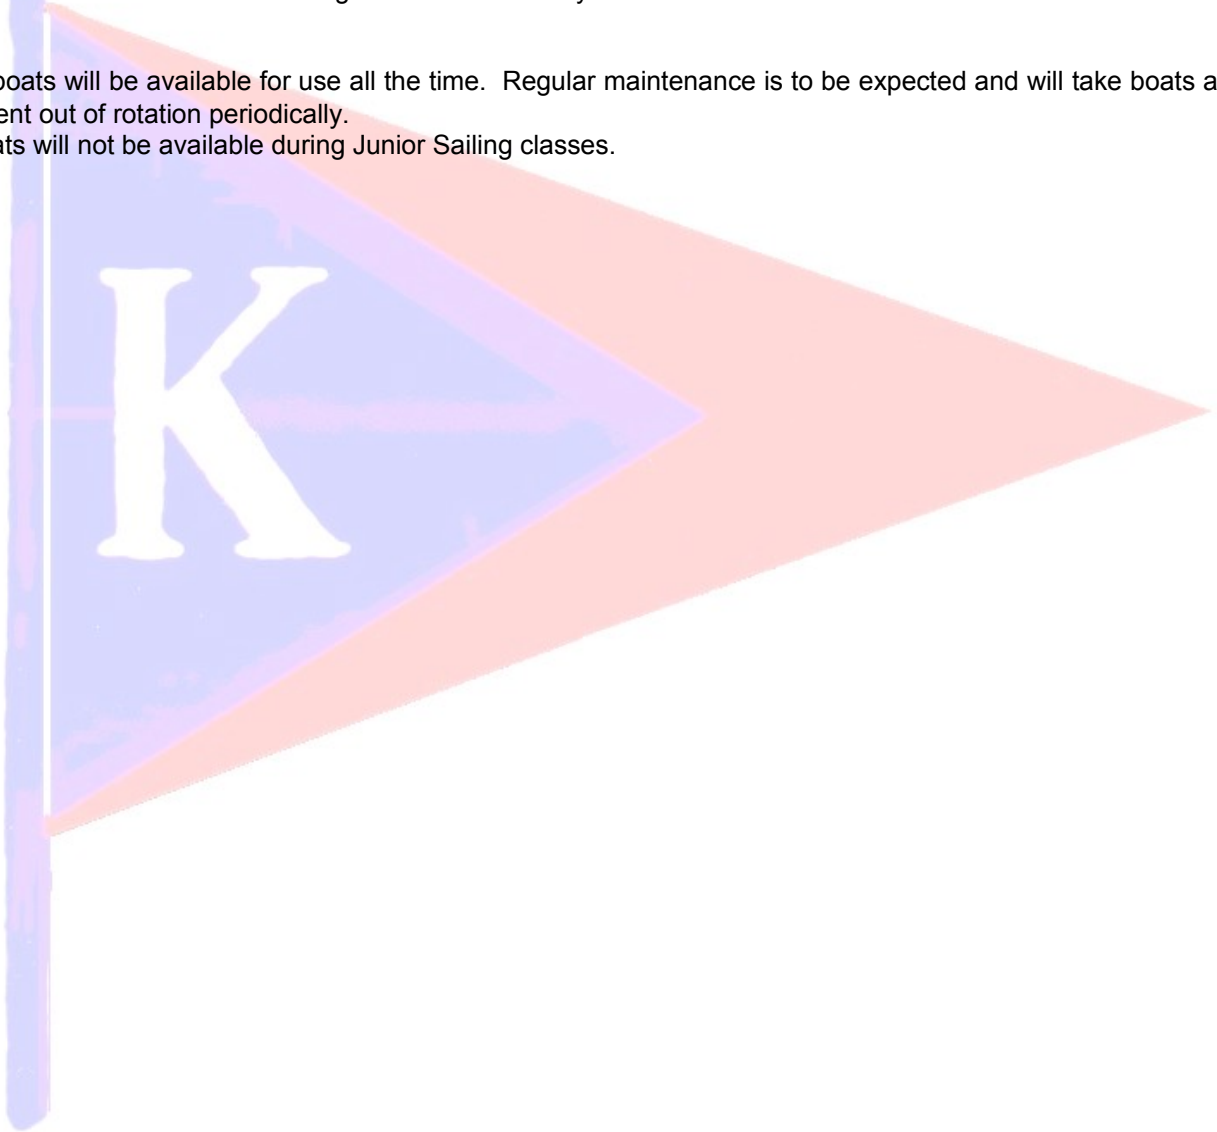 boats will be available for use all the time.  Regular maintenance is to be expected and will take boats a
ent out of rotation periodically.
ats will not be available during Junior Sailing classes.
K